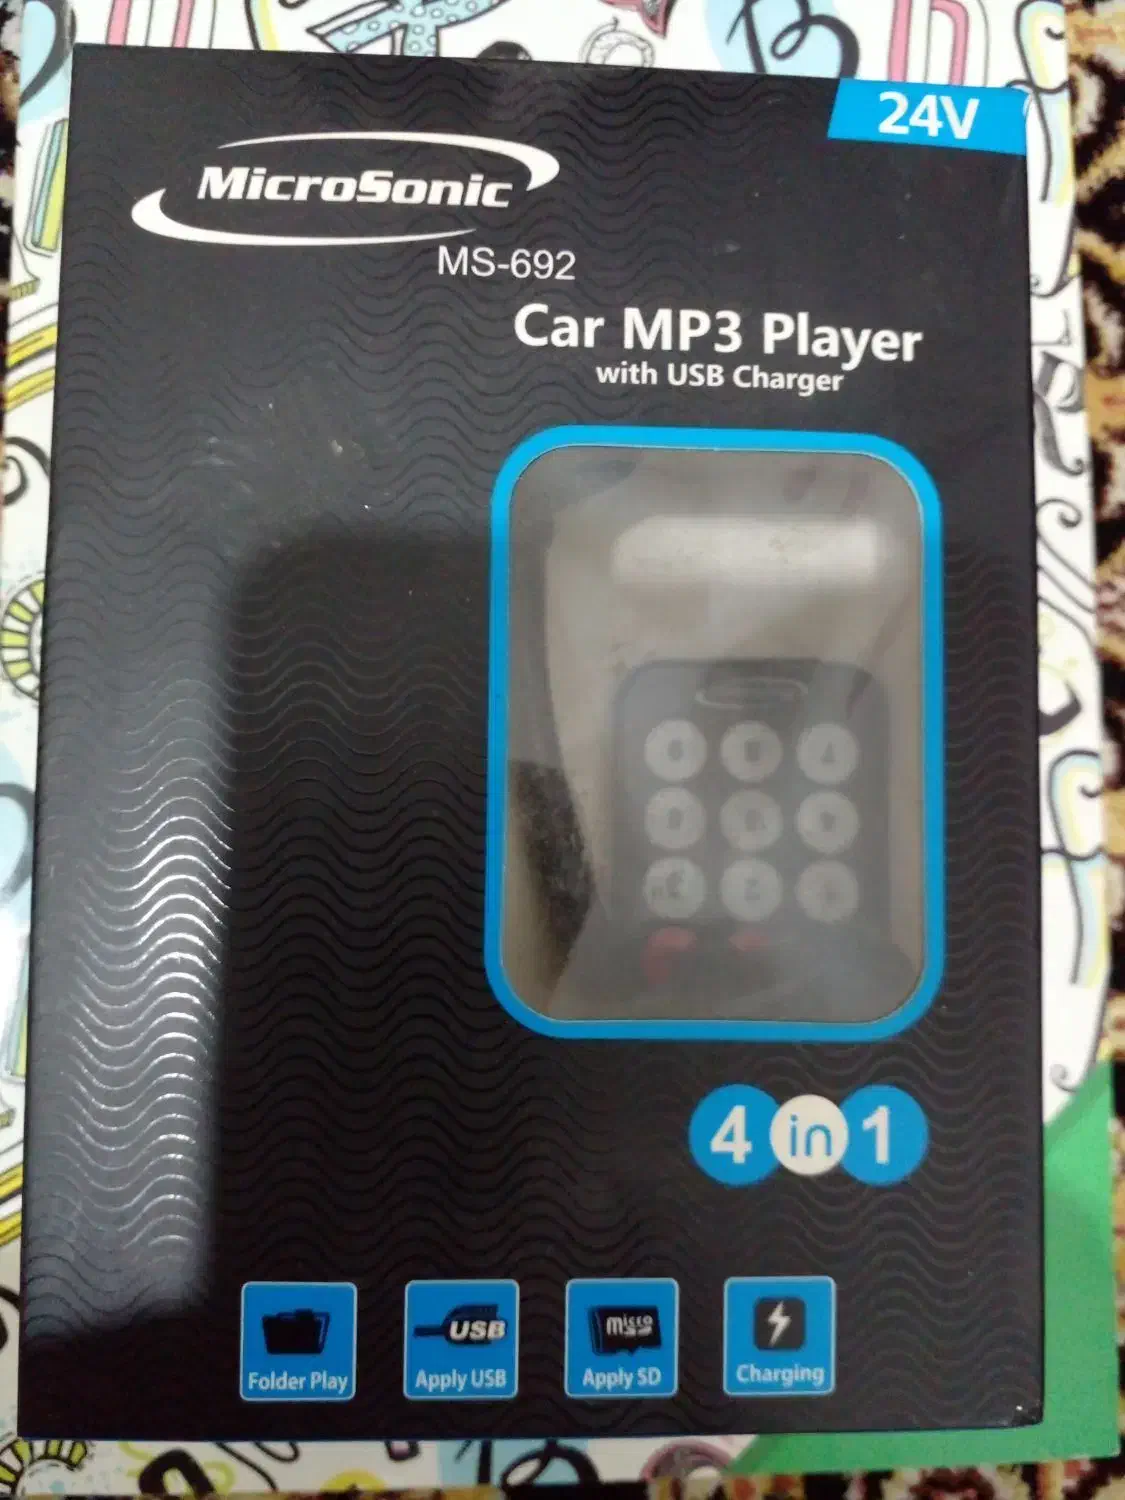 24V
MicroSonic
MS-692
Car MP3 Player
with USB Charger
4 in 1
USB
micro
Folder Play
Apply USB
Apply SD
Charging